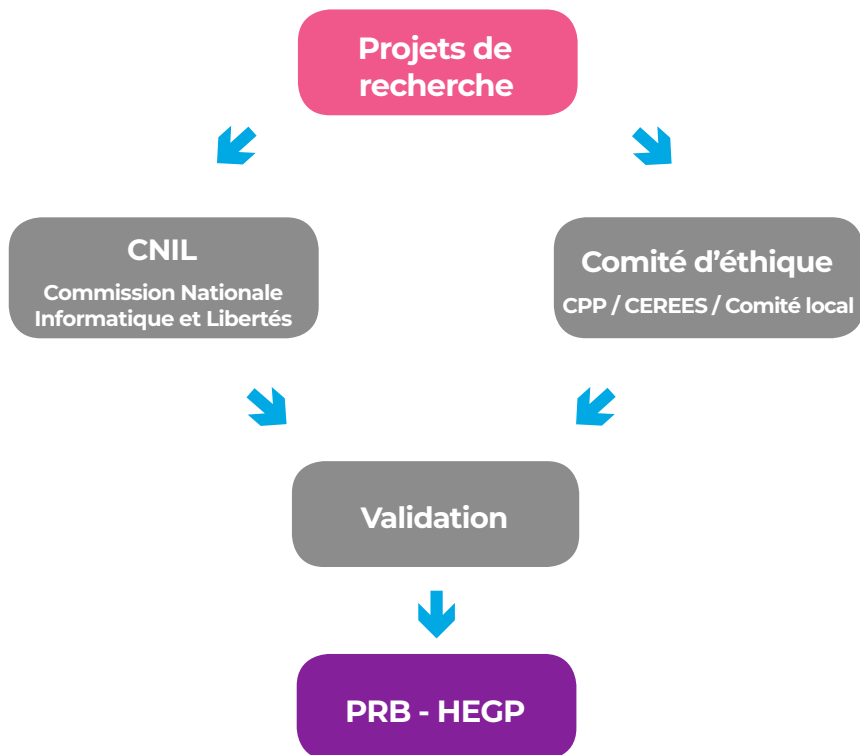 Projets de
recherche
CNIL
Commission Nationale
Informatique et Libertés
Comité d'éthique
CPP / CEREES / Comité local
Validation
PRB - HEGP